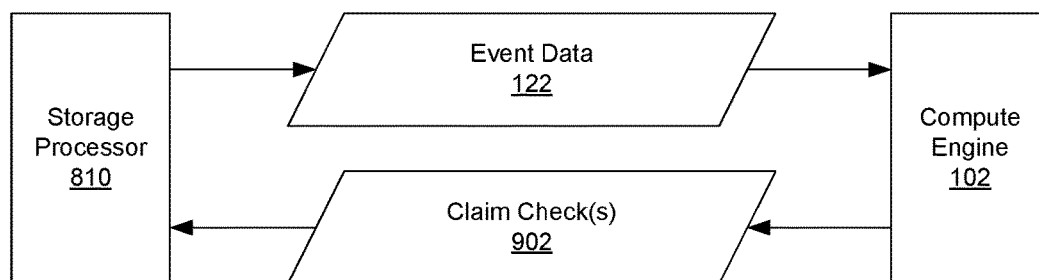 Storage
Processor
810
Event Data
122
Claim Check(s)
902
Compute
Engine
102